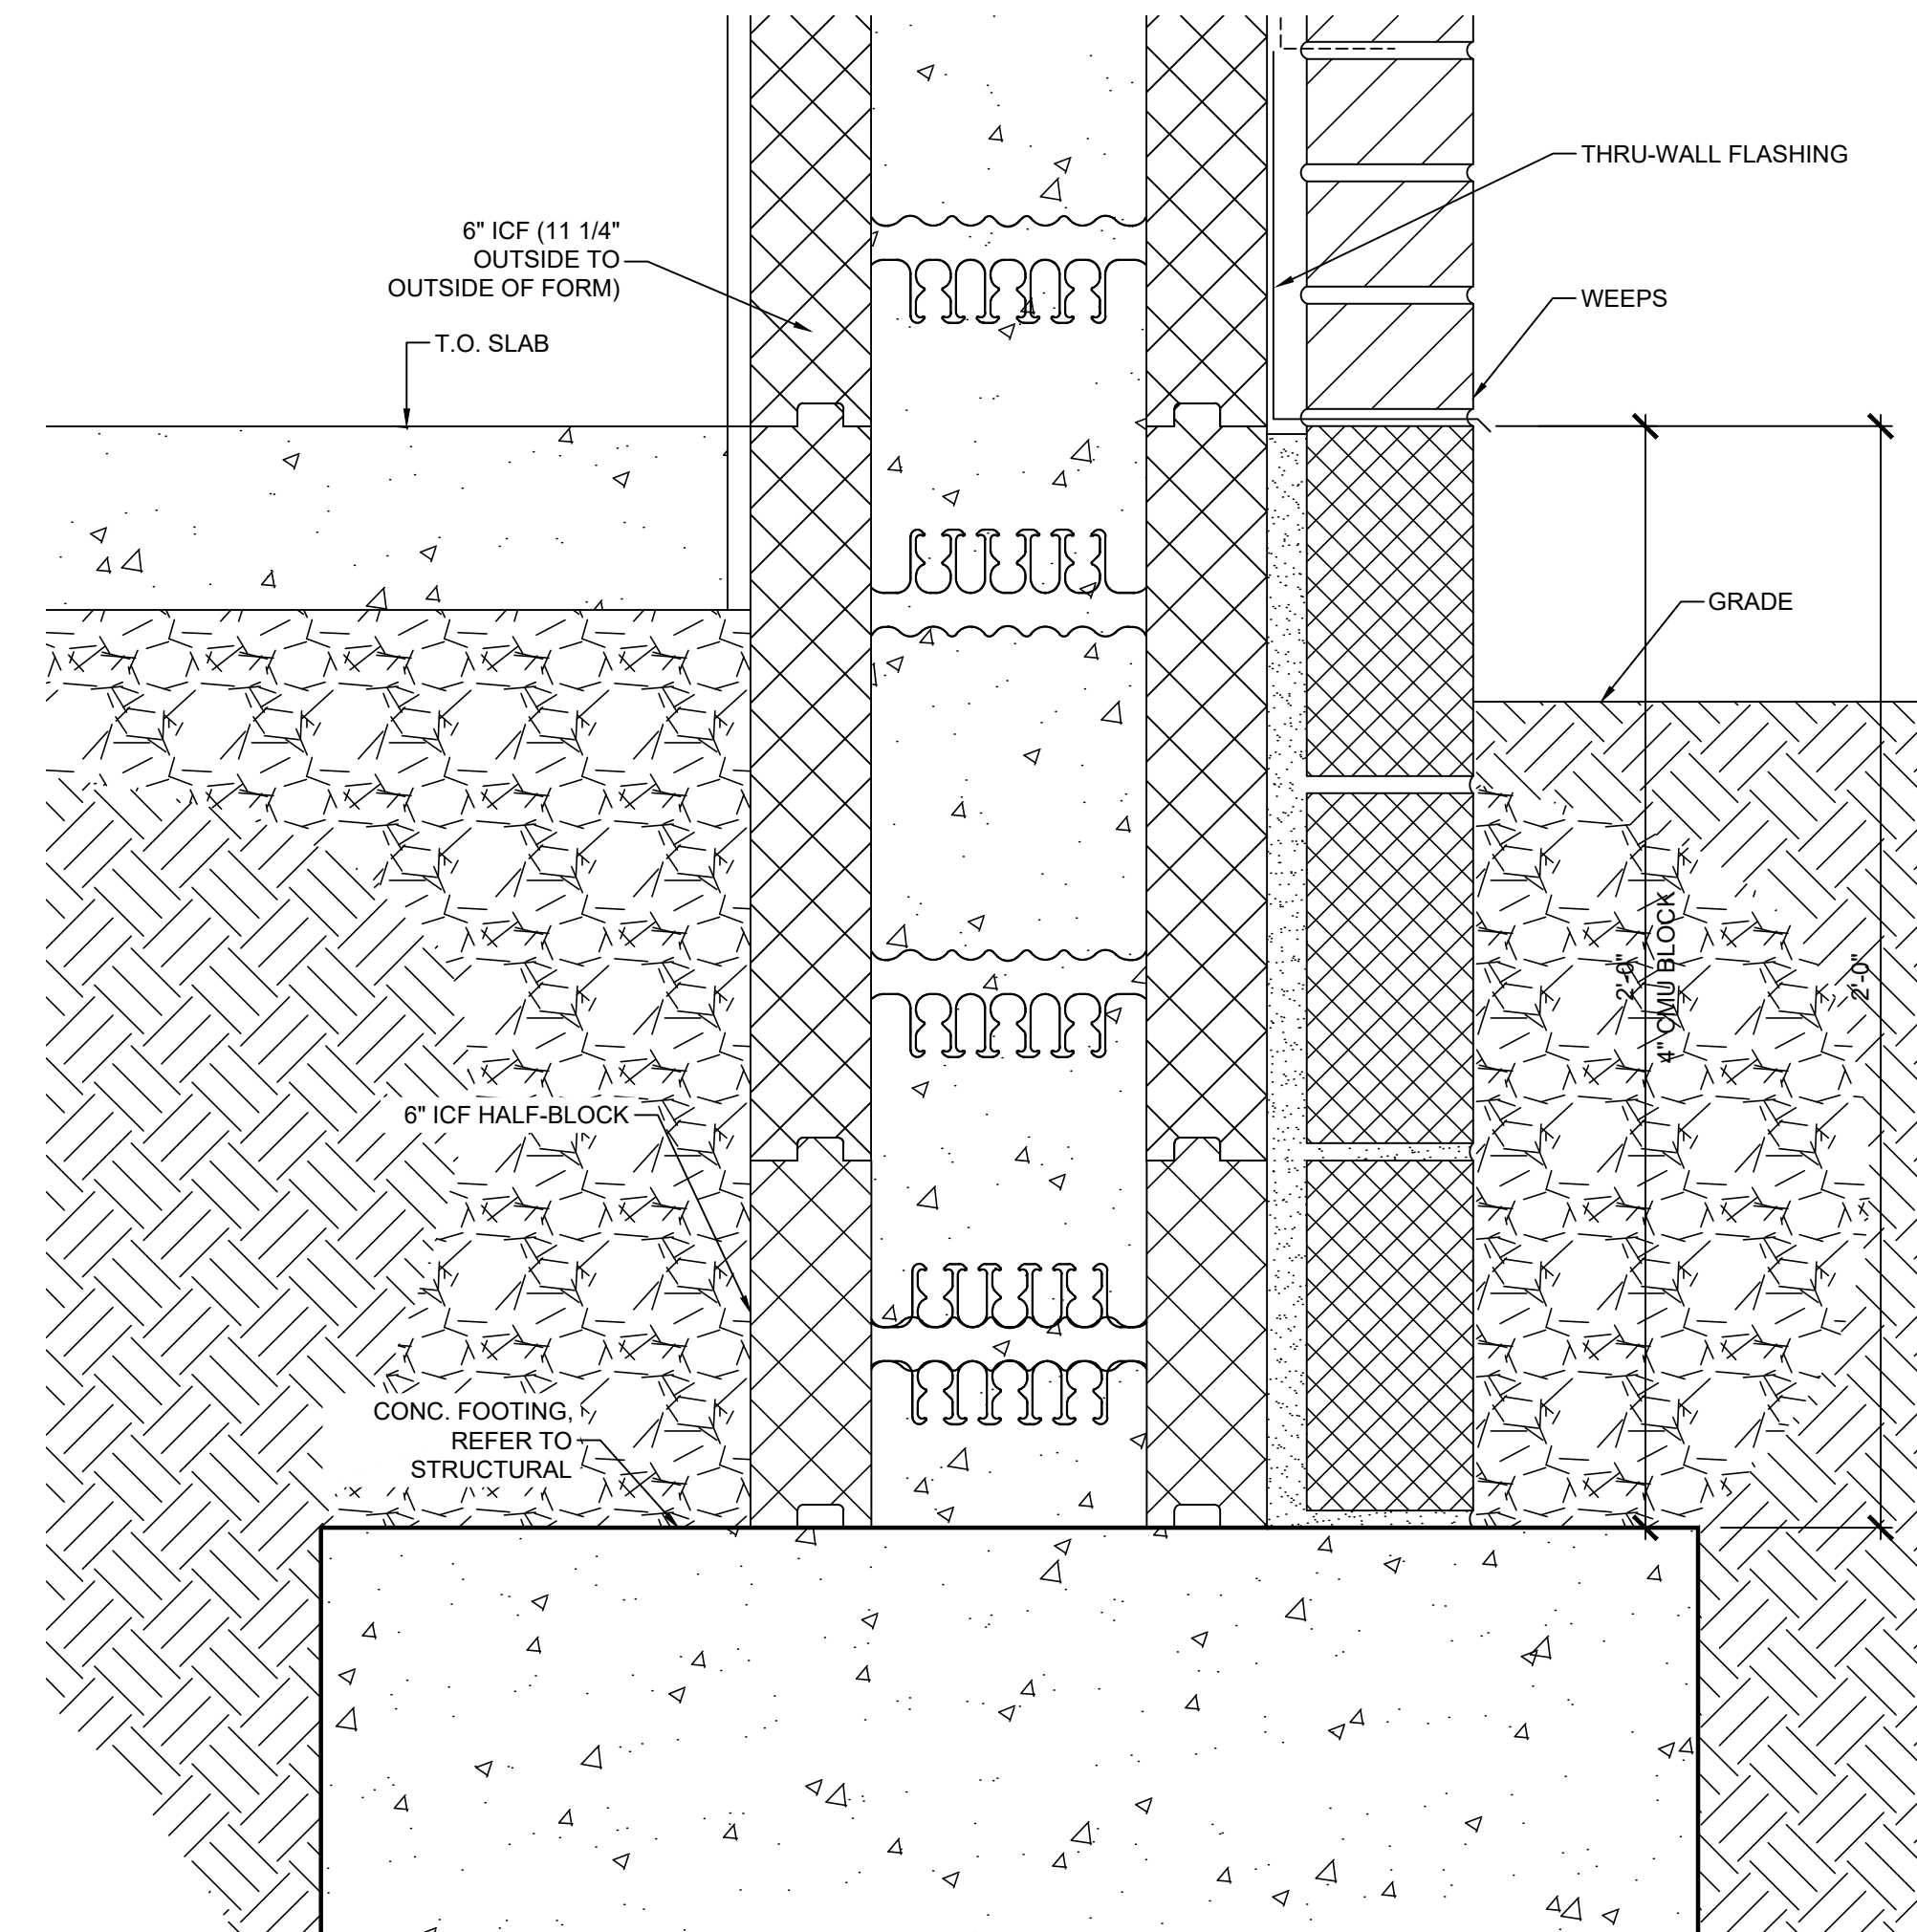 THRU-WALL FLASHING
6" ICF (11 1/4"
OUTSIDE TO
OUTSIDE OF FORM)
WEEPS
T.O. SLAB
GRADE
2'-0"
4" CMU BLOCK
2'-0"
6" ICF HALF-BLOCK
CONC. FOOTING,
REFER TO
STRUCTURAL